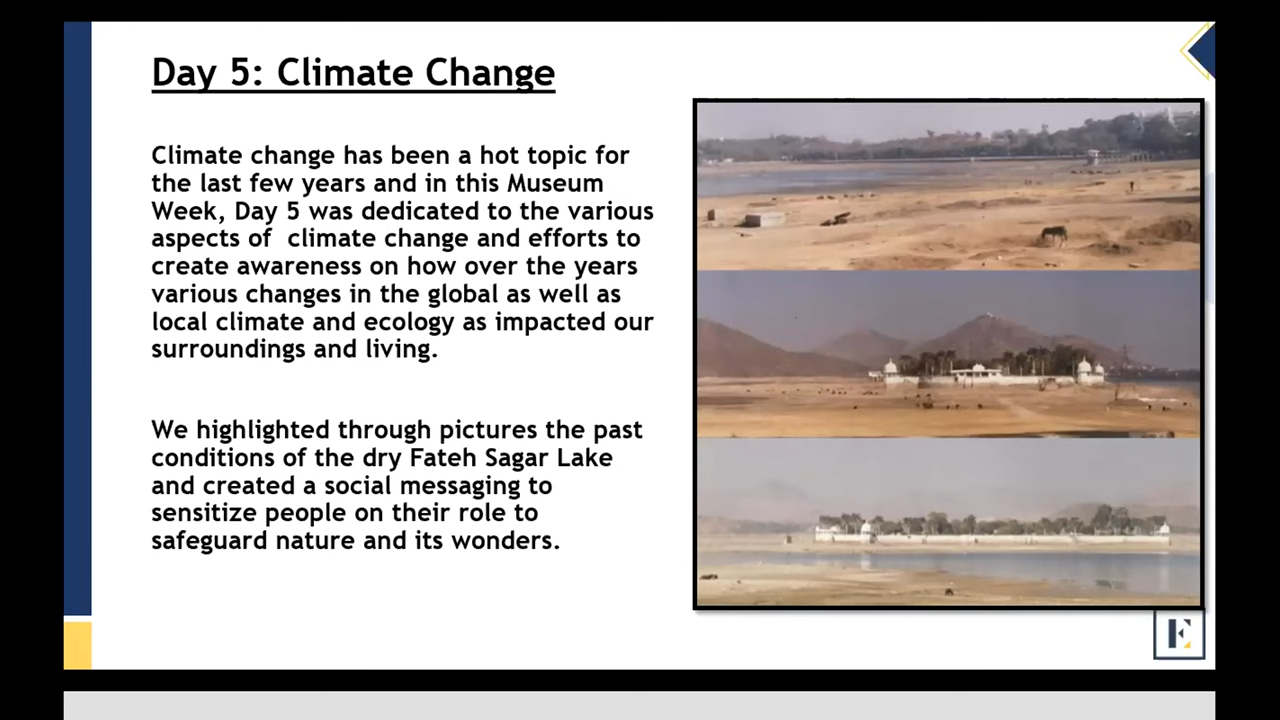 Day 5: Climate Change
Climate change has been a hot topic for
the last few years and in this Museum
Week, Day 5 was dedicated to the various
aspects of  climate change and efforts to
create awareness on how over the years
various changes in the global as well as
local climate and ecology as impacted our
surroundings and living.
We highlighted through pictures the past
conditions of the dry Fateh Sagar Lake
and created a social messaging to
sensitize people on their role to
safeguard nature and its wonders.
E